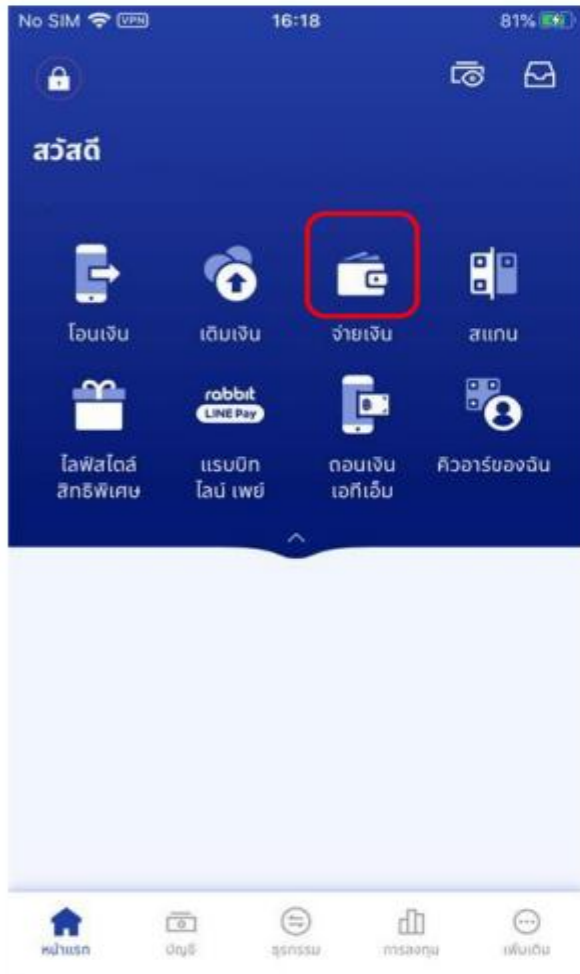 No SIM VPN 16:18 81%
สวัสดี
โอนเงิน เติมเงิน จ่ายเงิน สแกน
rabbit
LINE Pay
ไลฟ์สไตล์ แรบบิท ถอนเงิน คิวอาร์ของฉัน
สิทธิพิเศษ ไลน์ เพย์ เอทีเอ็ม
หน้าแรก บัญชี ธุรกรรม การลงทุน เพิ่มเติม